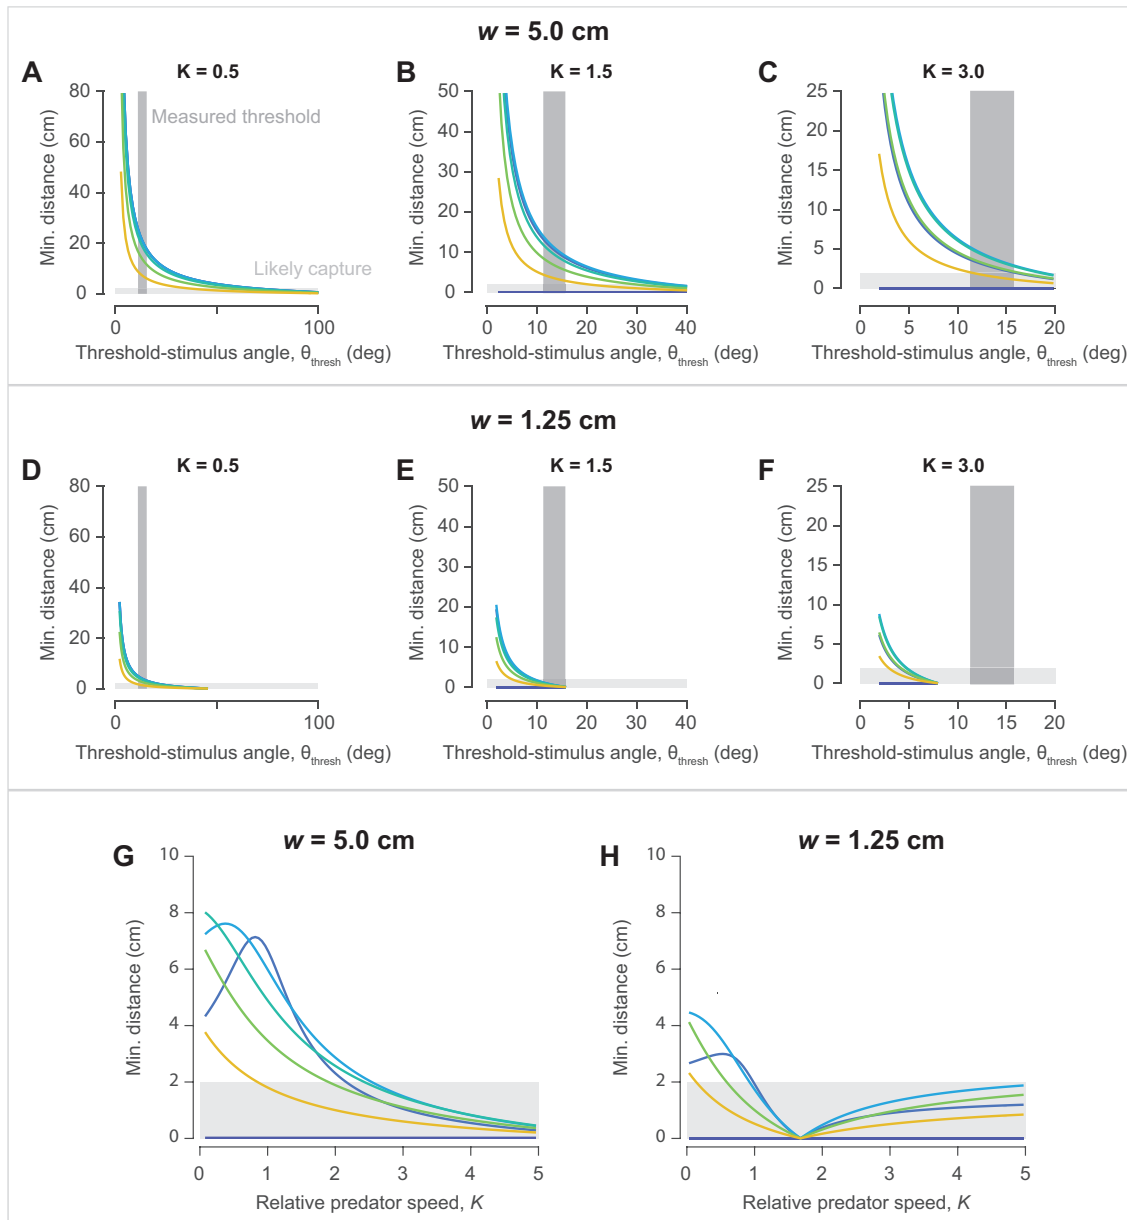 w = 5.0 cm
A K = 0.5 B K = 1.5 C K = 3.0
80 50 25
Measured threshold
60 40 20
30 15
40
20 10
20 Likely capture 10 5
0 0 0
0 100 0 10 20 30 40 0 5 10 15 20
Min. distance (cm) Min. distance (cm) Min. distance (cm)
Threshold-stimulus angle, θthresh (deg) Threshold-stimulus angle, θthresh (deg) Threshold-stimulus angle, θthresh (deg)
w = 1.25 cm
D K = 0.5 E K = 1.5 F K = 3.0
80 50 25
60 40 20
30 15
40
20 10
20 10 5
0 0 0
0 100 0 10 20 30 40 0 5 10 15 20
Min. distance (cm) Min. distance (cm) Min. distance (cm)
Threshold-stimulus angle, θthresh (deg) Threshold-stimulus angle, θthresh (deg) Threshold-stimulus angle, θthresh (deg)
G w = 5.0 cm H w = 1.25 cm
10 10
8 8
6 6
4 4
2 2
0 0
0 1 2 3 4 5 0 1 2 3 4 5
Min. distance (cm) Min. distance (cm)
Relative predator speed, K Relative predator speed, K